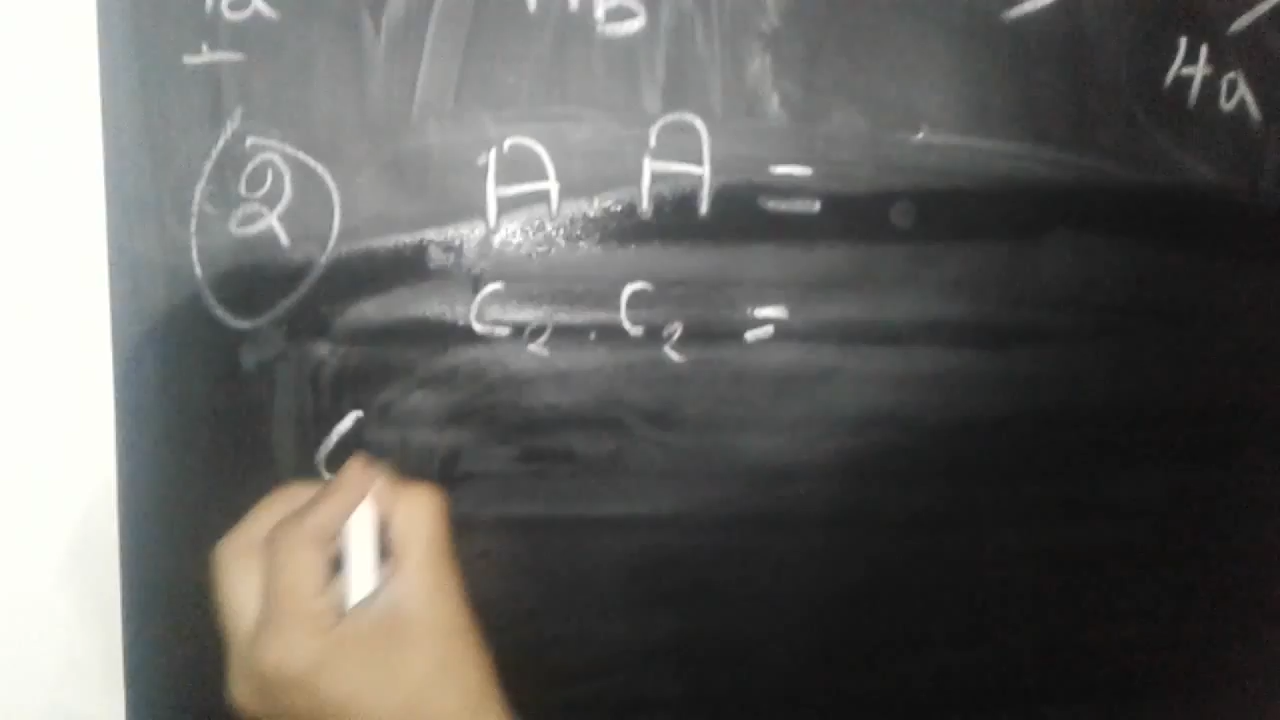 4a
② A A =
C₂ . C₂ =
C